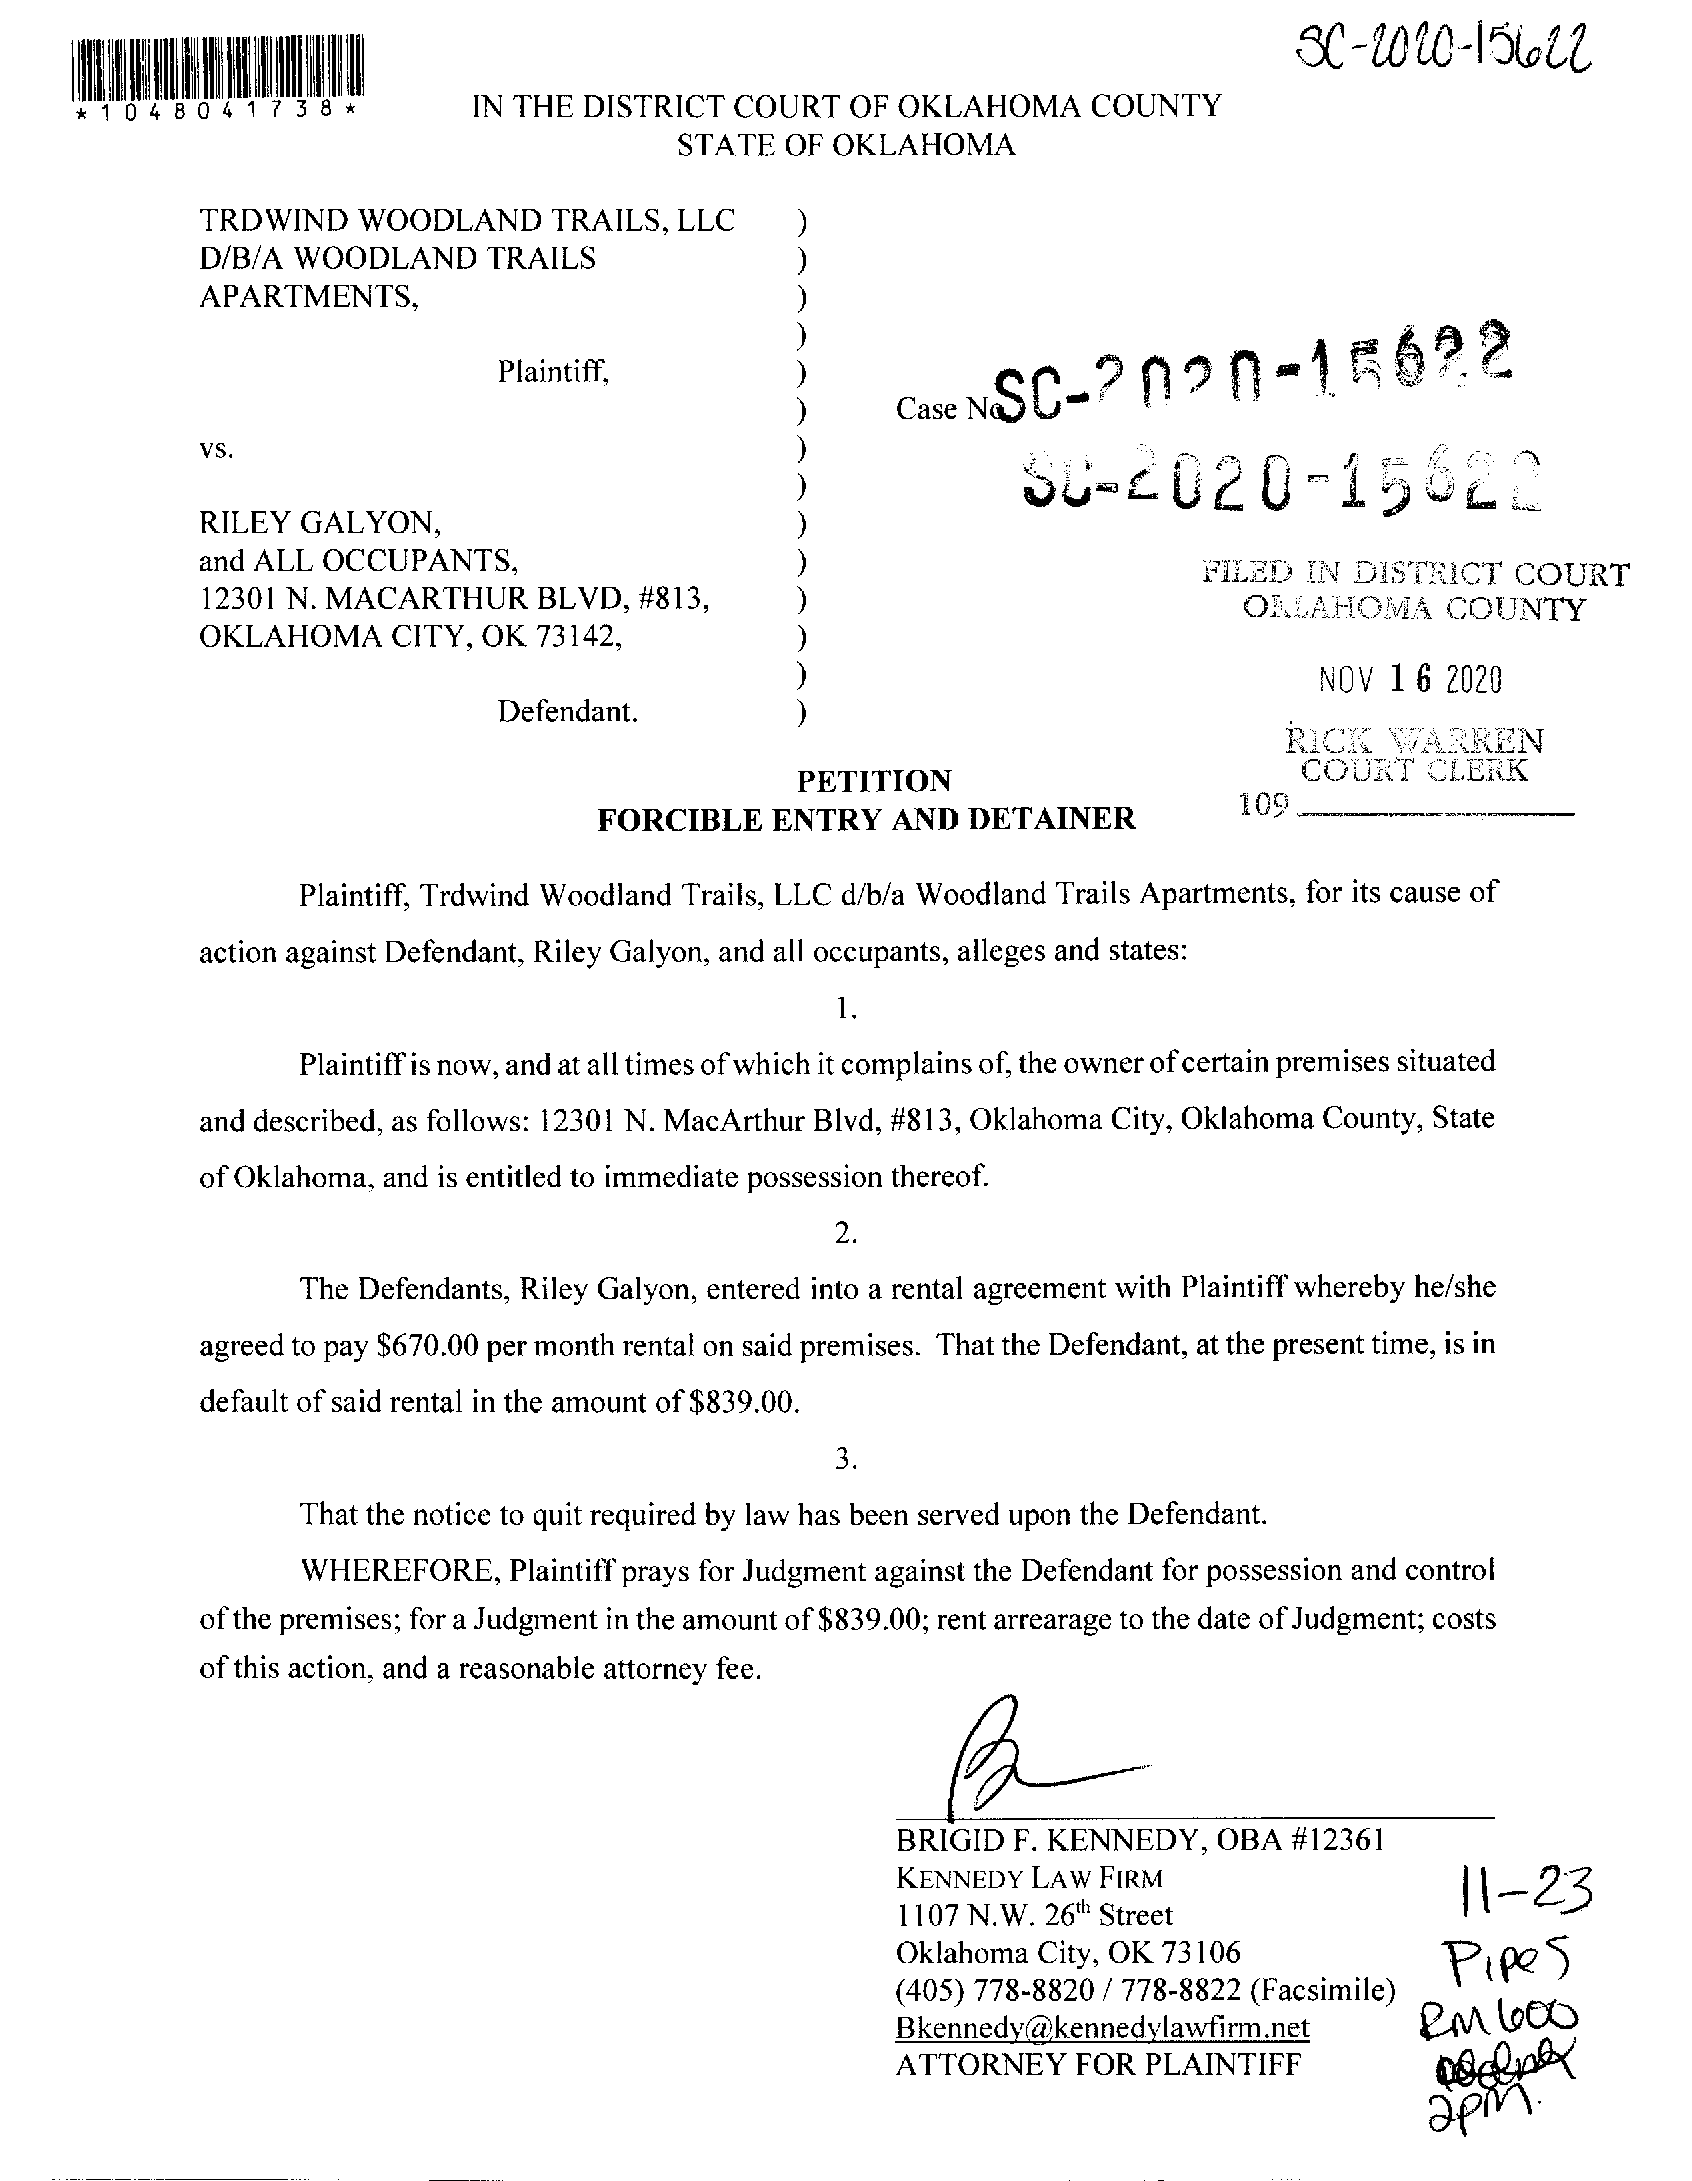 SC-2020-15622
*1048041738*
IN THE DISTRICT COURT OF OKLAHOMA COUNTY
STATE OF OKLAHOMA
TRDWIND WOODLAND TRAILS, LLC )
D/B/A WOODLAND TRAILS )
APARTMENTS, )
)
Plaintiff, )
) Case No. SC-2020-15622
vs. )
) SC-2020-15622
RILEY GALYON, )
and ALL OCCUPANTS, )
12301 N. MACARTHUR BLVD, #813, )
OKLAHOMA CITY, OK 73142, )
)
Defendant. )
FILED IN DISTRICT COURT
OKLAHOMA COUNTY
NOV 16 2020
RICK WARREN
COURT CLERK
109
PETITION
FORCIBLE ENTRY AND DETAINER
Plaintiff, Trdwind Woodland Trails, LLC d/b/a Woodland Trails Apartments, for its cause of
action against Defendant, Riley Galyon, and all occupants, alleges and states:
1.
Plaintiff is now, and at all times of which it complains of, the owner of certain premises situated
and described, as follows: 12301 N. MacArthur Blvd, #813, Oklahoma City, Oklahoma County, State
of Oklahoma, and is entitled to immediate possession thereof.
2.
The Defendants, Riley Galyon, entered into a rental agreement with Plaintiff whereby he/she
agreed to pay $670.00 per month rental on said premises. That the Defendant, at the present time, is in
default of said rental in the amount of $839.00.
3.
That the notice to quit required by law has been served upon the Defendant.
WHEREFORE, Plaintiff prays for Judgment against the Defendant for possession and control
of the premises; for a Judgment in the amount of $839.00; rent arrearage to the date of Judgment; costs
of this action, and a reasonable attorney fee.
BRIGID F. KENNEDY, OBA #12361
KENNEDY LAW FIRM
1107 N.W. 26th Street
Oklahoma City, OK 73106
(405) 778-8820 / 778-8822 (Facsimile)
Bkennedy@kennedylawfirm.net
ATTORNEY FOR PLAINTIFF
11-23
Pipes
RM 600
2pm.